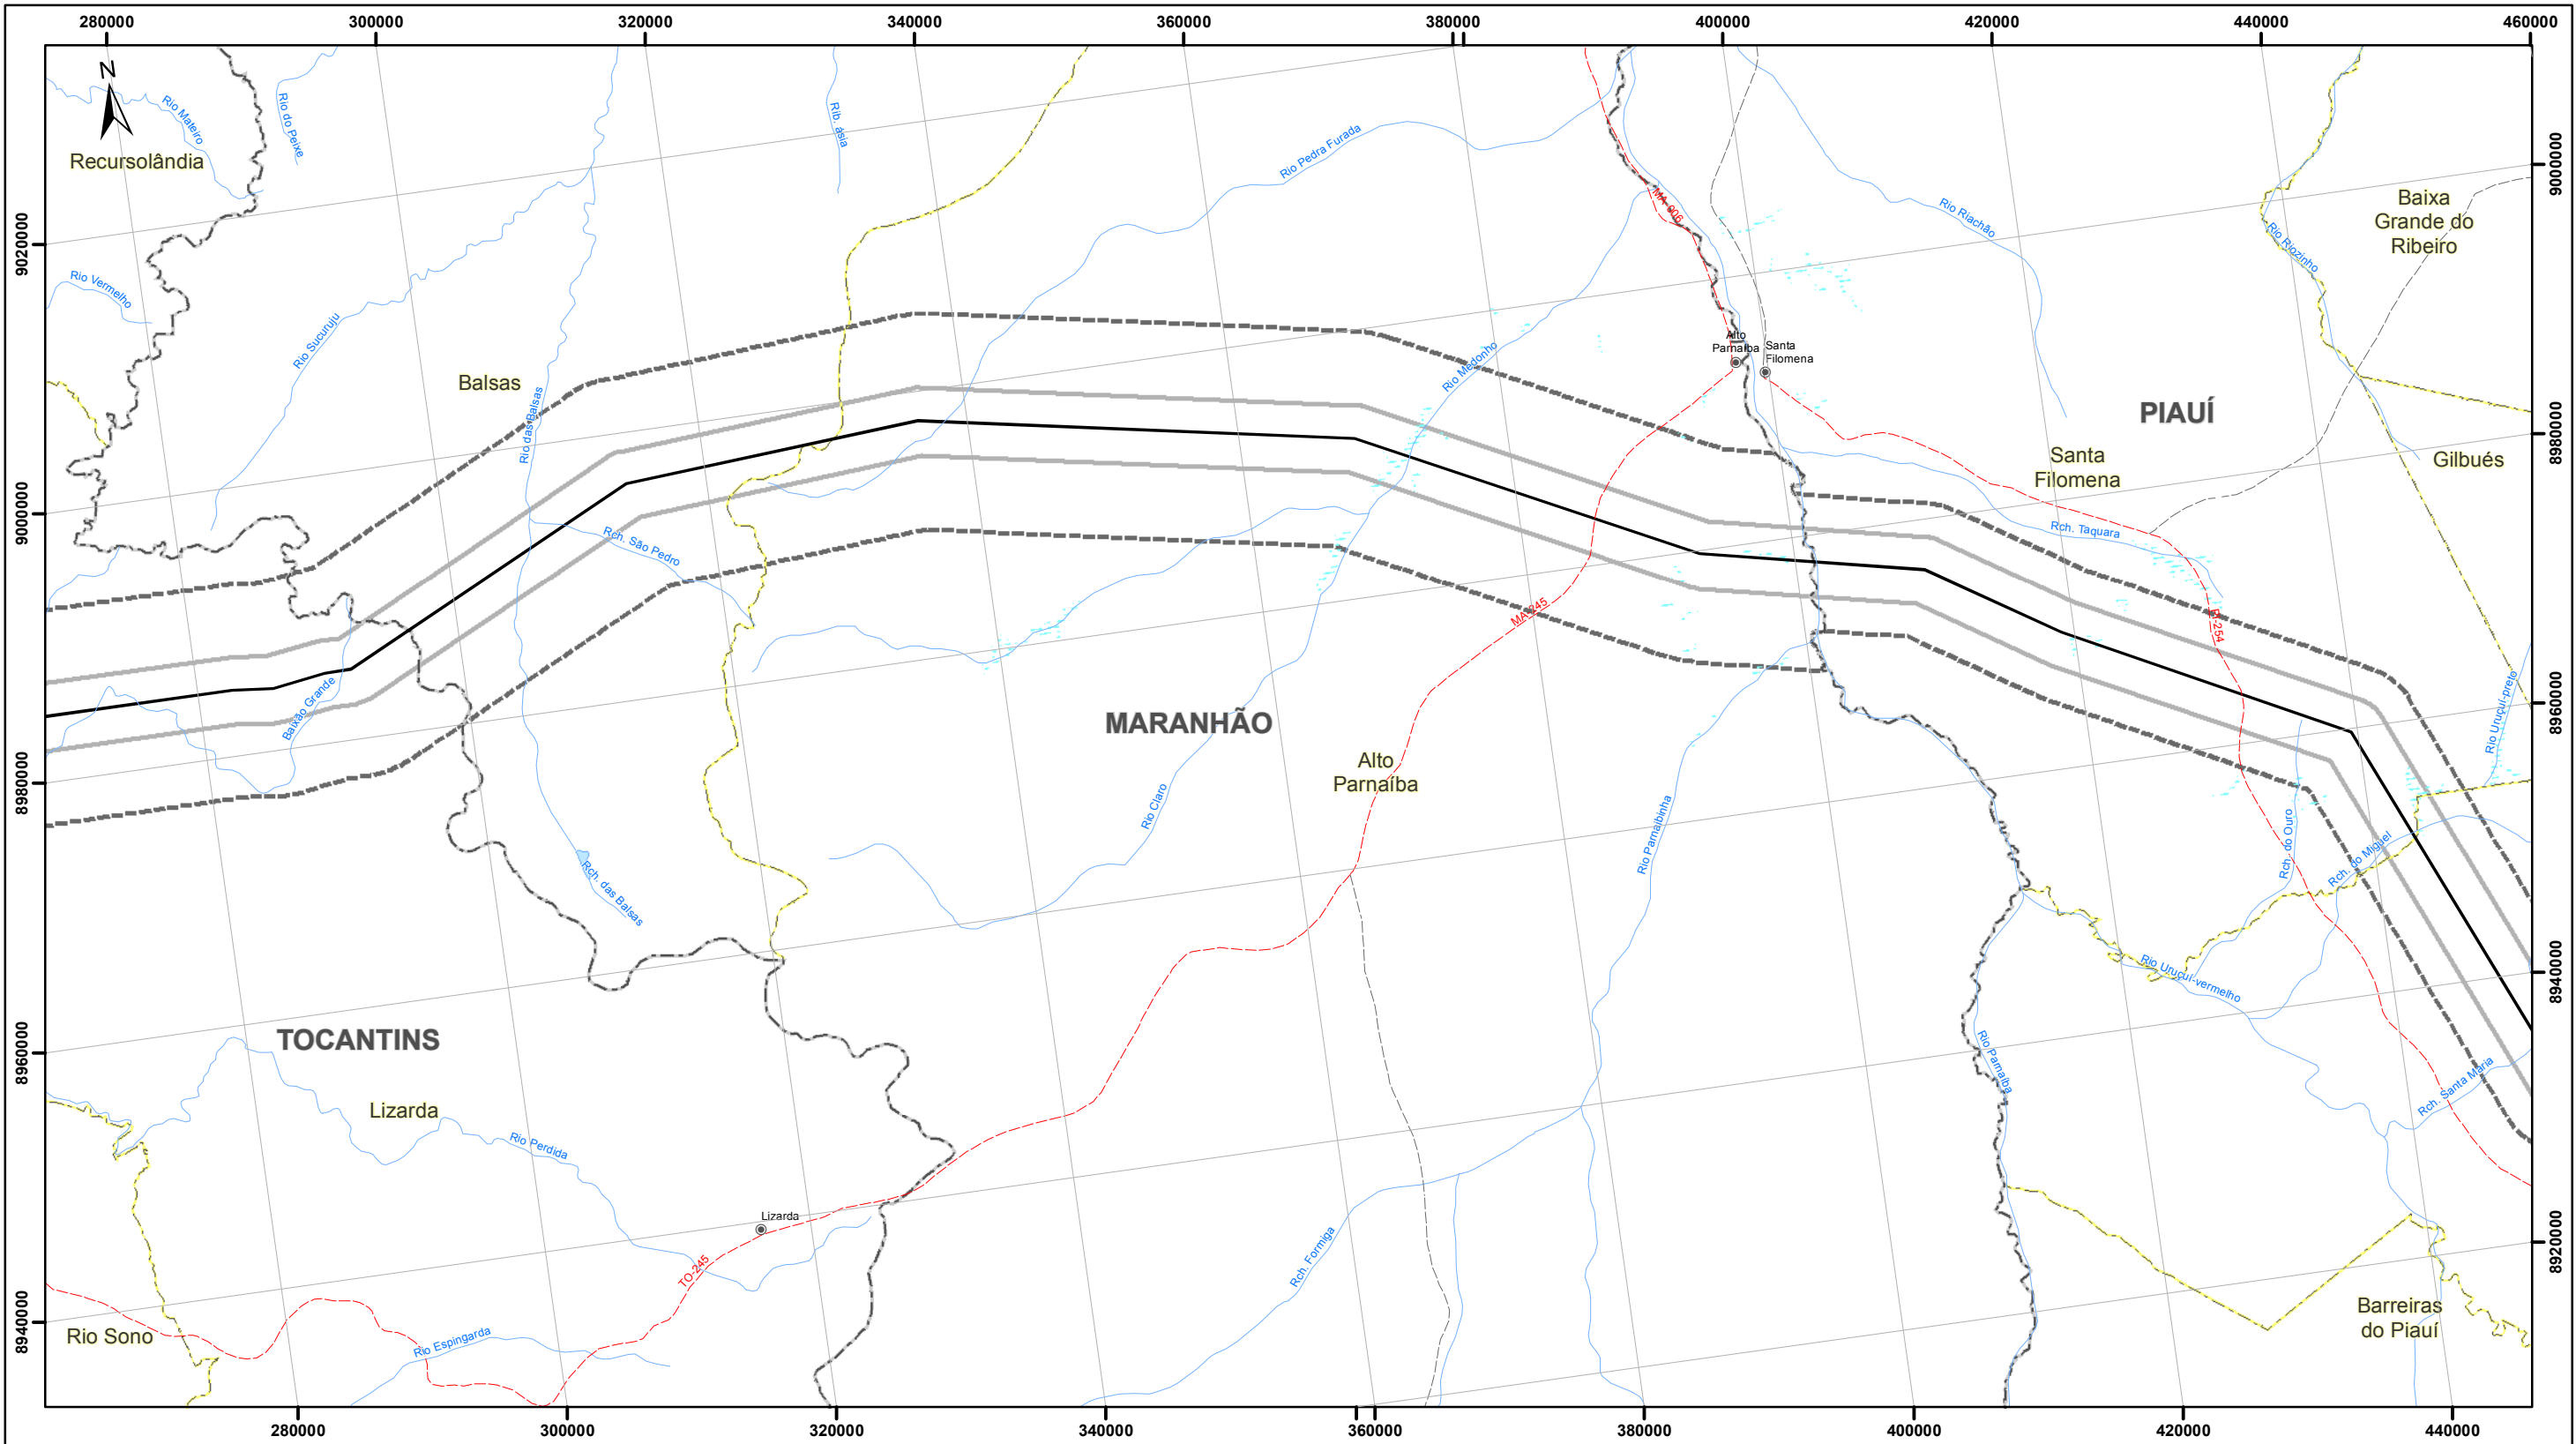 280000
300000
320000
340000
360000
380000
400000
420000
440000
460000
N
Rio Mateiro
Rio do Peixe
Rib. ásia
Recursolândia
Rio Pedra Furada
MA-006
Rio Riachão
Rio Riozinho
Baixa
Grande do
Ribeiro
9000000
9020000
Rio Vermelho
Rio Sucuruju
Balsas
Rio das Balsas
Rio Medonho
Alto
Parnaíba
Santa
Filomena
PIAUÍ
Santa
Filomena
Gilbués
8980000
9000000
Rch. São Pedro
Rch. Taquara
MA-245
PI-254
Baixão Grande
MARANHÃO
Alto
Parnaíba
Rio Uruçuí-preto
8960000
8980000
Rio Claro
Rio Parnaibinha
Rch. do Ouro
Rch. do Miguel
Rch. das Balsas
Rio Uruçuí-vermelho
8940000
8960000
TOCANTINS
Lizarda
Rio Perdida
Rio Parnaíba
Rch. Santa Maria
Lizarda
TO-245
Rch. Formiga
8920000
8940000
Rio Sono
Rio Espingarda
Barreiras
do Piauí
280000
300000
320000
340000
360000
380000
400000
420000
440000